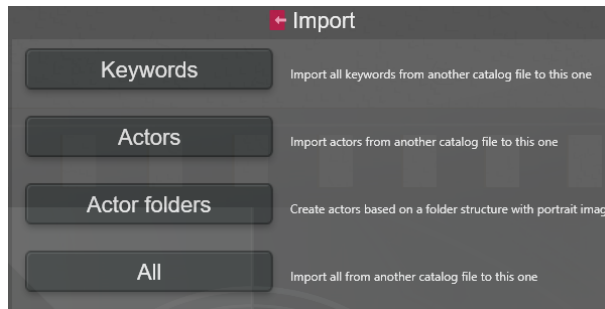 Import
Keywords
Import all keywords from another catalog file to this one
Actors
Import actors from another catalog file to this one
Actor folders
Create actors based on a folder structure with portrait
All
Import all from another catalog file to this one